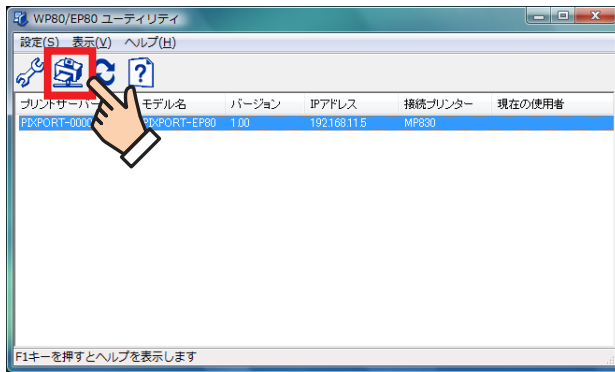 WP80/EP80 ユーティリティ
設定(S) 表示(V) ヘルプ(H)
プリントサーバー モデル名 バージョン IPアドレス 接続プリンター 現在の使用者
PIXPORT-0000 PIXPORT-EP80 1.00 192.168.11.5 MP830
F1キーを押すとヘルプを表示します